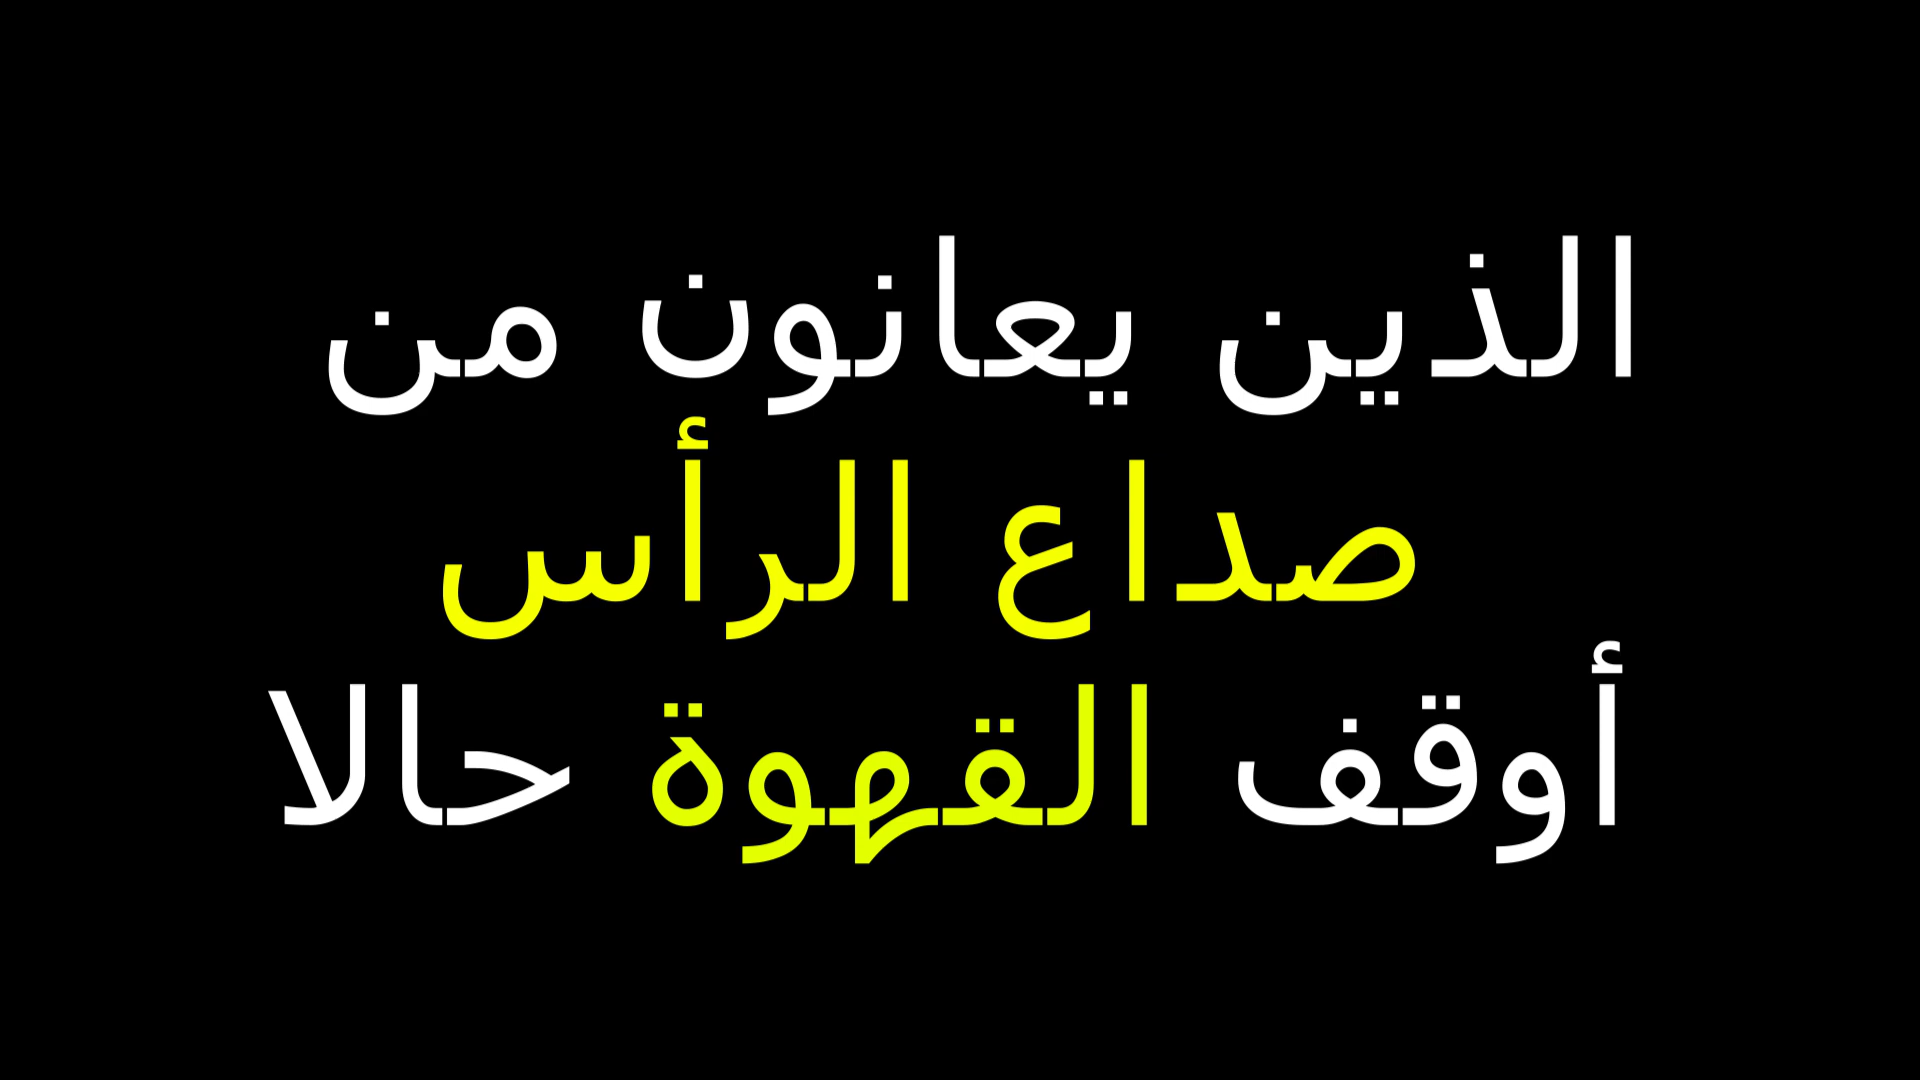 الذين يعانون من
صداع الرأس
أوقف القهوة حالا